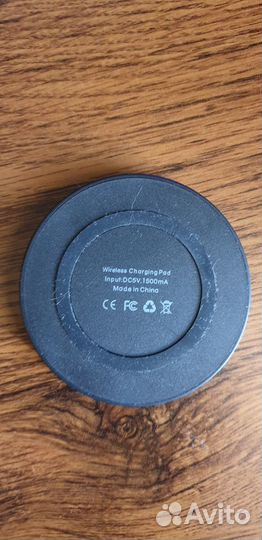 Wireless Charging Pad
Input:DC5V,1500mA
Made in China
CE FC
Avito